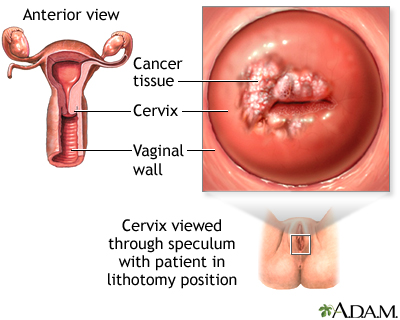 Anterior view
Cancer
tissue
Cervix
Vaginal
wall
Cervix viewed
through speculum
with patient in
lithotomy position
A.D.A.M.